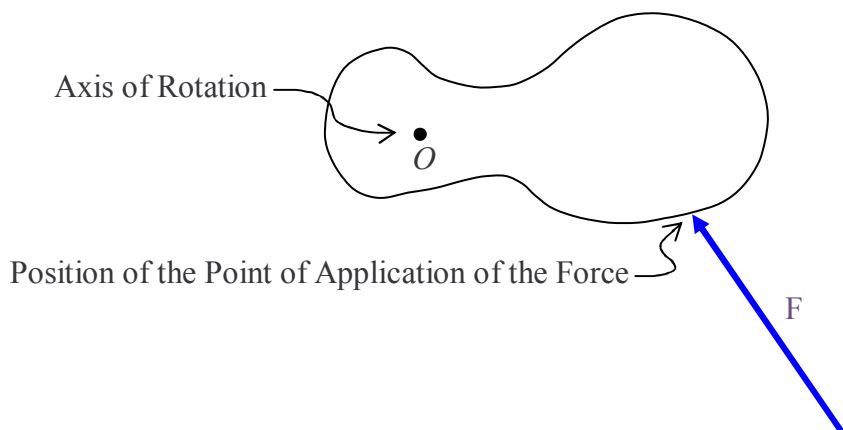 Axis of Rotation
O
Position of the Point of Application of the Force
F